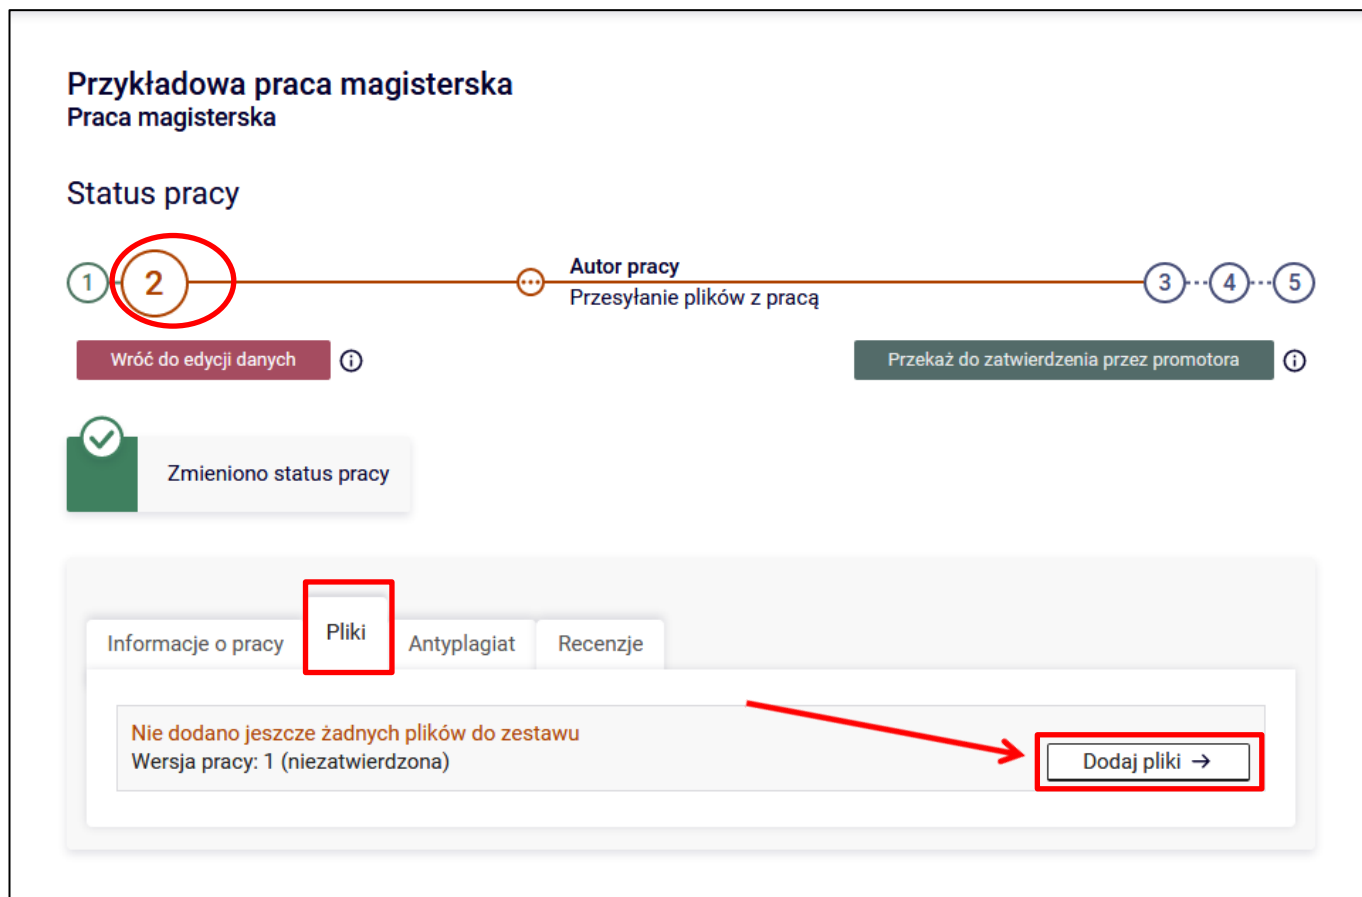 Przykładowa praca magisterska
Praca magisterska
Status pracy
1
2
Autor pracy
Przesyłanie plików z pracą
3
4
5
Wróć do edycji danych
Przekaż do zatwierdzenia przez promotora
Zmieniono status pracy
Informacje o pracy
Pliki
Antyplagiat
Recenzje
Nie dodano jeszcze żadnych plików do zestawu
Wersja pracy: 1 (niezatwierdzona)
Dodaj pliki →